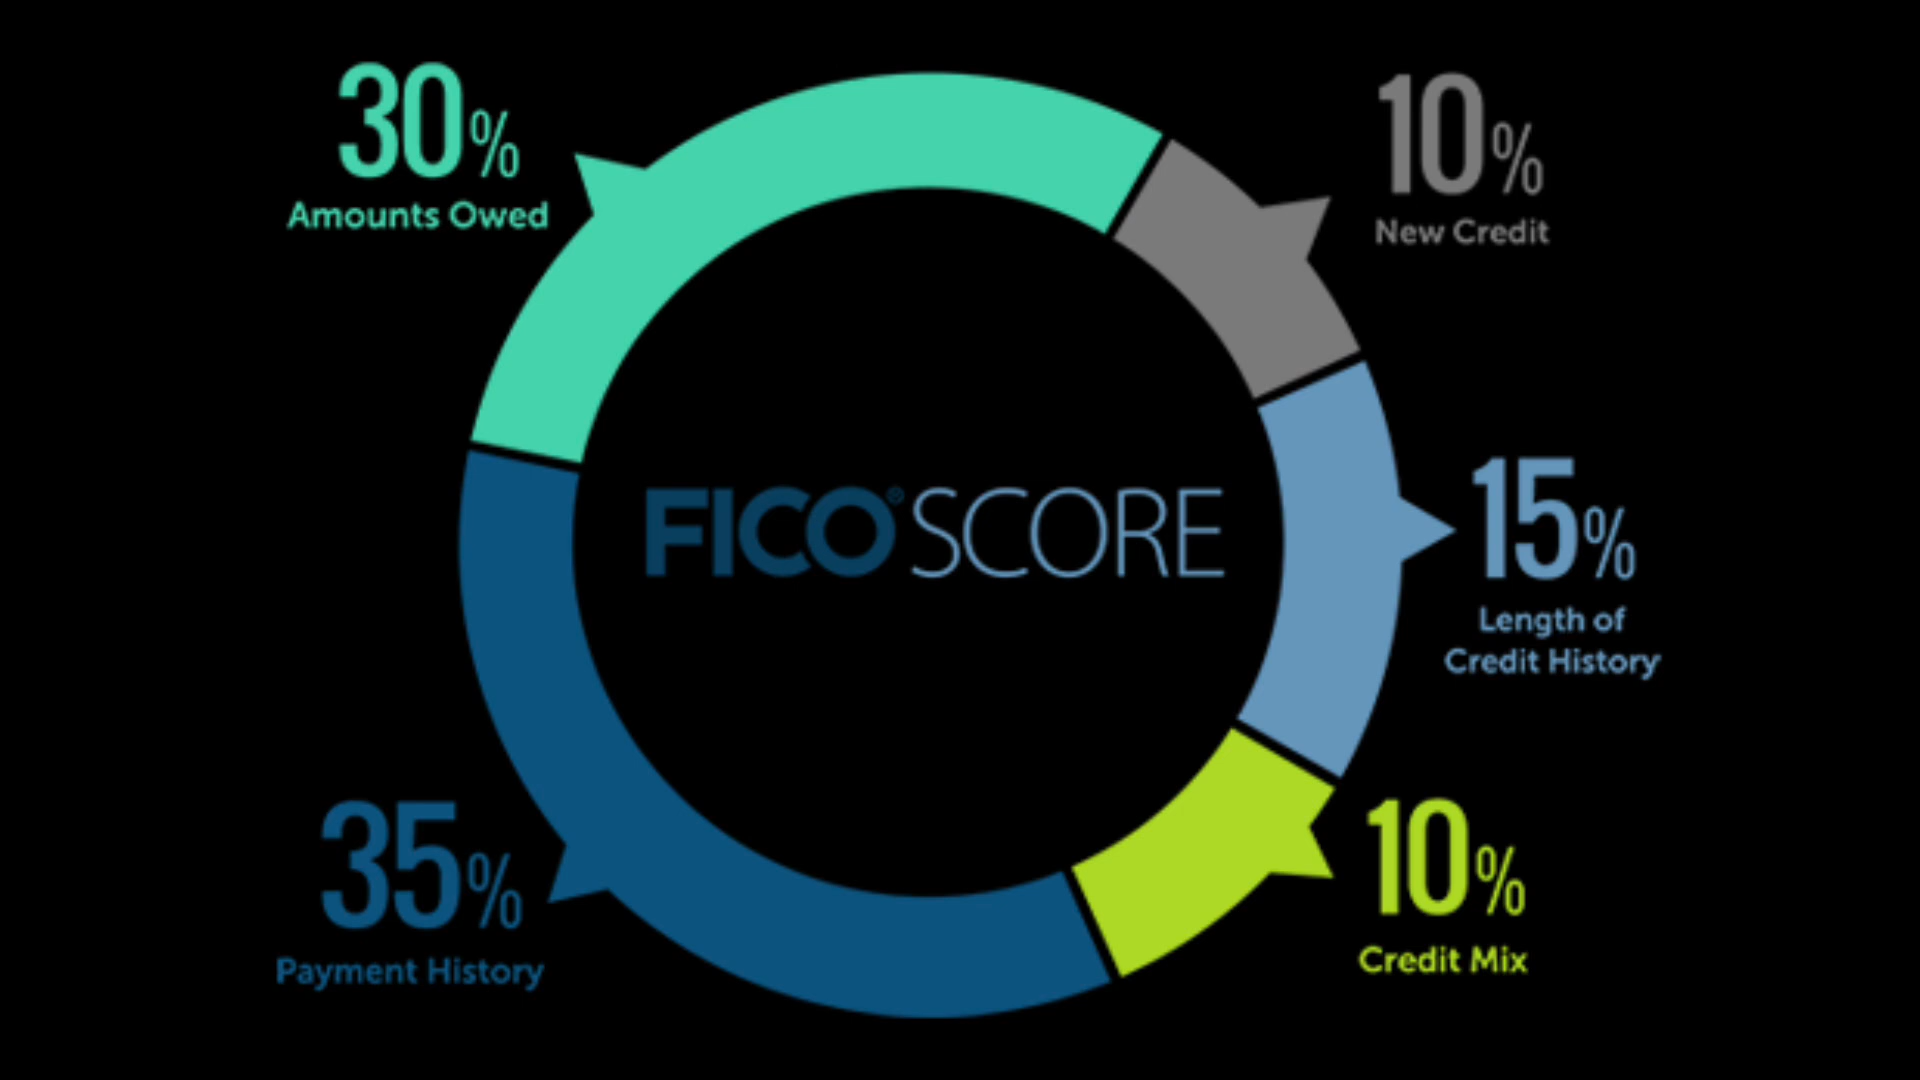 30%
Amounts Owed
10%
New Credit
FICO® SCORE
15%
Length of
Credit History
35%
Payment History
10%
Credit Mix